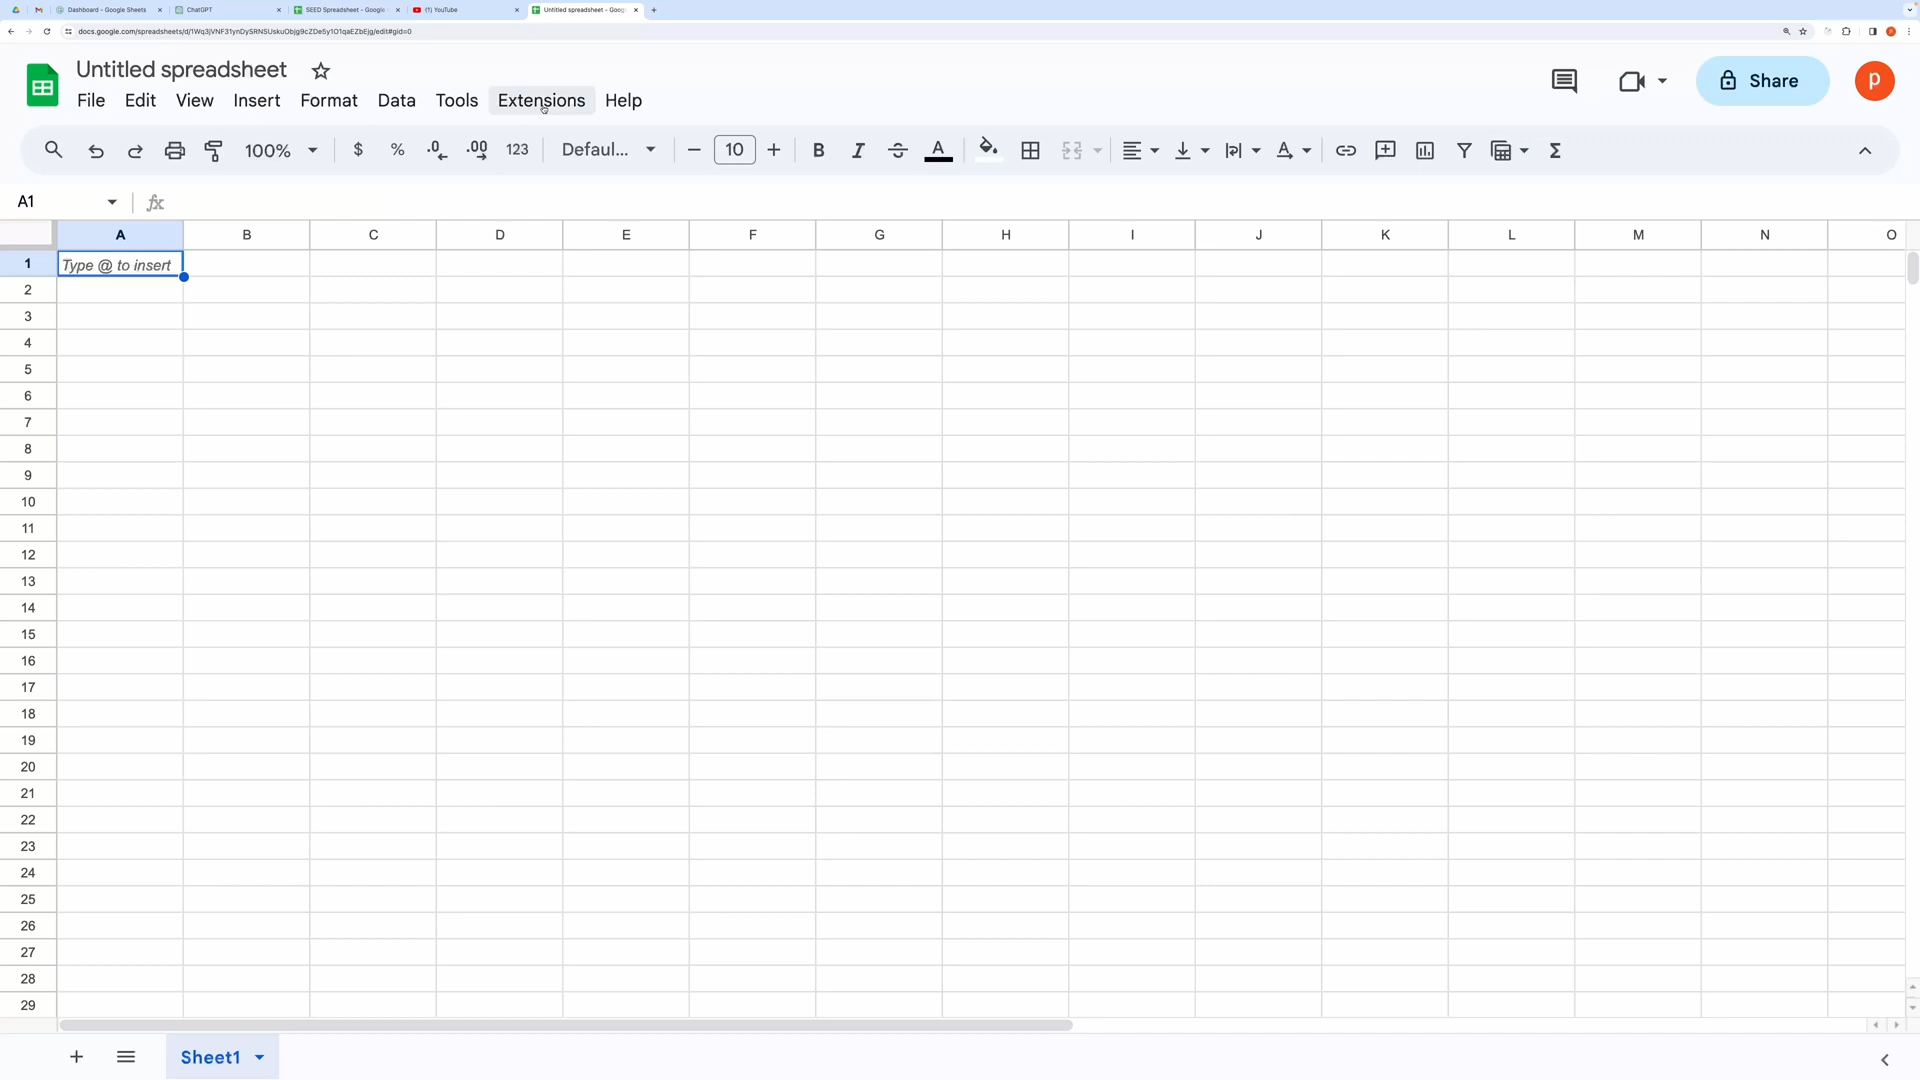 Dashboard - Google Sheets
ChatGPT
SEED Spreadsheet - Google
(1) YouTube
Untitled spreadsheet - Goog
Untitled spreadsheet
File Edit View Insert Format Data Tools Extensions Help
Share
p
100%
$ % .0 .00 123
Defaul...
10
B I S A
A1
fx
A B C D E F G H I J K L M N O
1 Type @ to insert
2
3
4
5
6
7
8
9
10
11
12
13
14
15
16
17
18
19
20
21
22
23
24
25
26
27
28
29
Sheet1